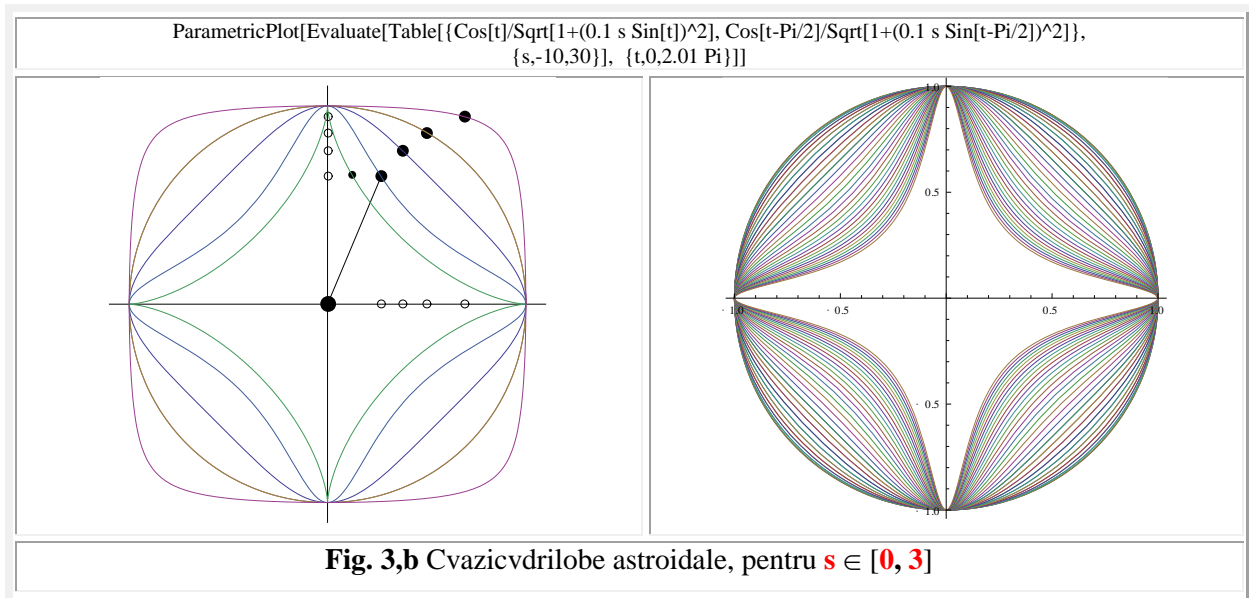 ParametricPlot[Evaluate[Table[{Cos[t]/Sqrt[1+(0.1 s Sin[t])^2], Cos[t-Pi/2]/Sqrt[1+(0.1 s Sin[t-Pi/2])^2]},
{s,-10,30}], {t,0,2.01 Pi}]]
1.0
0.5
- 1.0
- 0.5
0.5
1.0
- 0.5
- 1.0
Fig. 3,b Cvazicvdrilobe astroidale, pentru s ∈ [0, 3]